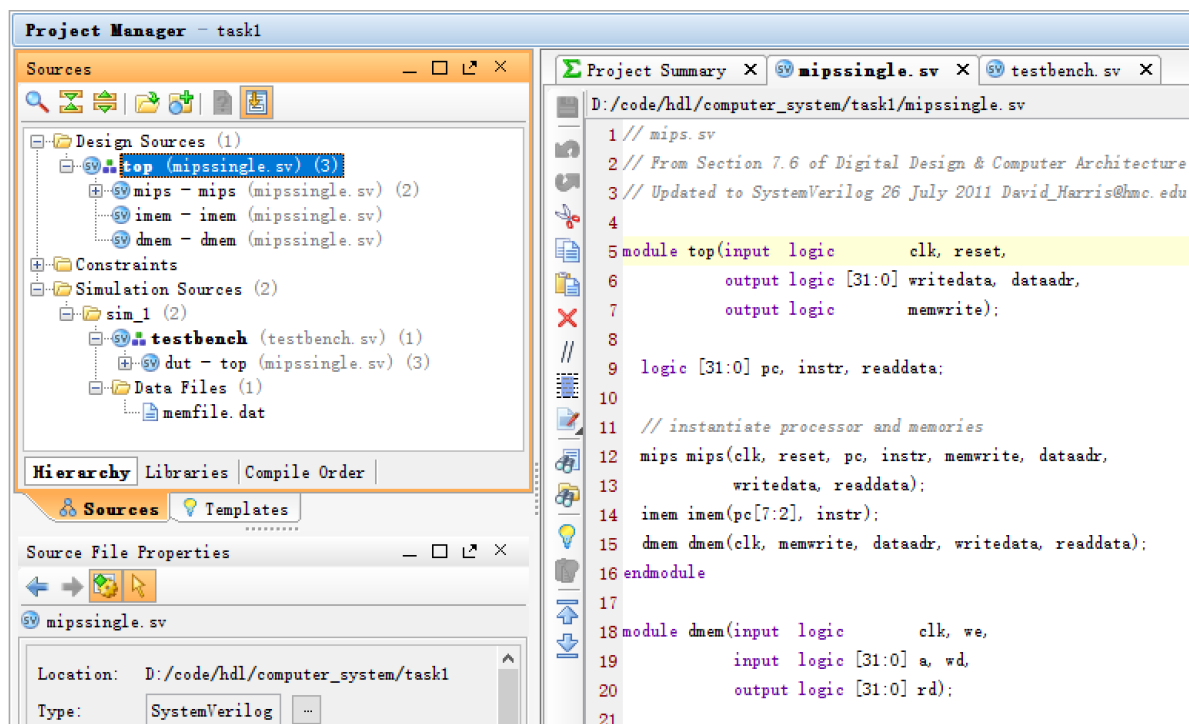 Project Manager - task1
Sources
Design Sources (1)
top (mipssingle.sv) (3)
mips - mips (mipssingle.sv) (2)
imem - imem (mipssingle.sv)
dmem - dmem (mipssingle.sv)
Constraints
Simulation Sources (2)
sim_1 (2)
testbench (testbench.sv) (1)
dut - top (mipssingle.sv) (3)
Data Files (1)
memfile.dat
Hierarchy Libraries Compile Order
Sources Templates
Source File Properties
mipssingle.sv
Location: D:/code/hdl/computer_system/task1
Type: SystemVerilog ...
Σ Project Summary × mipssingle.sv × testbench.sv ×
D:/code/hdl/computer_system/task1/mipssingle.sv
1 // mips.sv
2 // From Section 7.6 of Digital Design & Computer Architecture
3 // Updated to SystemVerilog 26 July 2011 David_Harris@hmc.edu
4
5 module top(input logic clk, reset,
6 output logic [31:0] writedata, dataadr,
7 output logic memwrite);
8
9 logic [31:0] pc, instr, readdata;
10
11 // instantiate processor and memories
12 mips mips(clk, reset, pc, instr, memwrite, dataadr,
13 writedata, readdata);
14 imem imem(pc[7:2], instr);
15 dmem dmem(clk, memwrite, dataadr, writedata, readdata);
16 endmodule
17
18 module dmem(input logic clk, we,
19 input logic [31:0] a, wd,
20 output logic [31:0] rd);
21